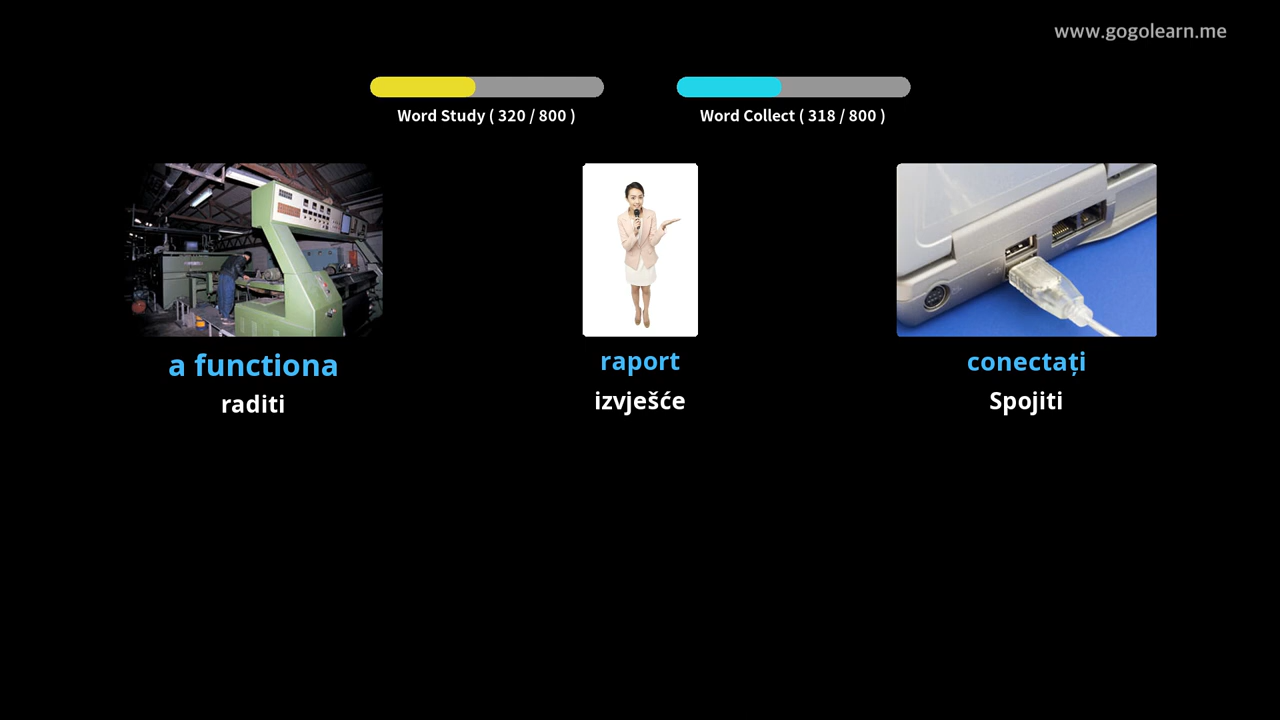 www.gogolearn.me
Word Study ( 320 / 800 )
Word Collect ( 318 / 800 )
a functiona
raditi
raport
izvješće
conectați
Spojiti